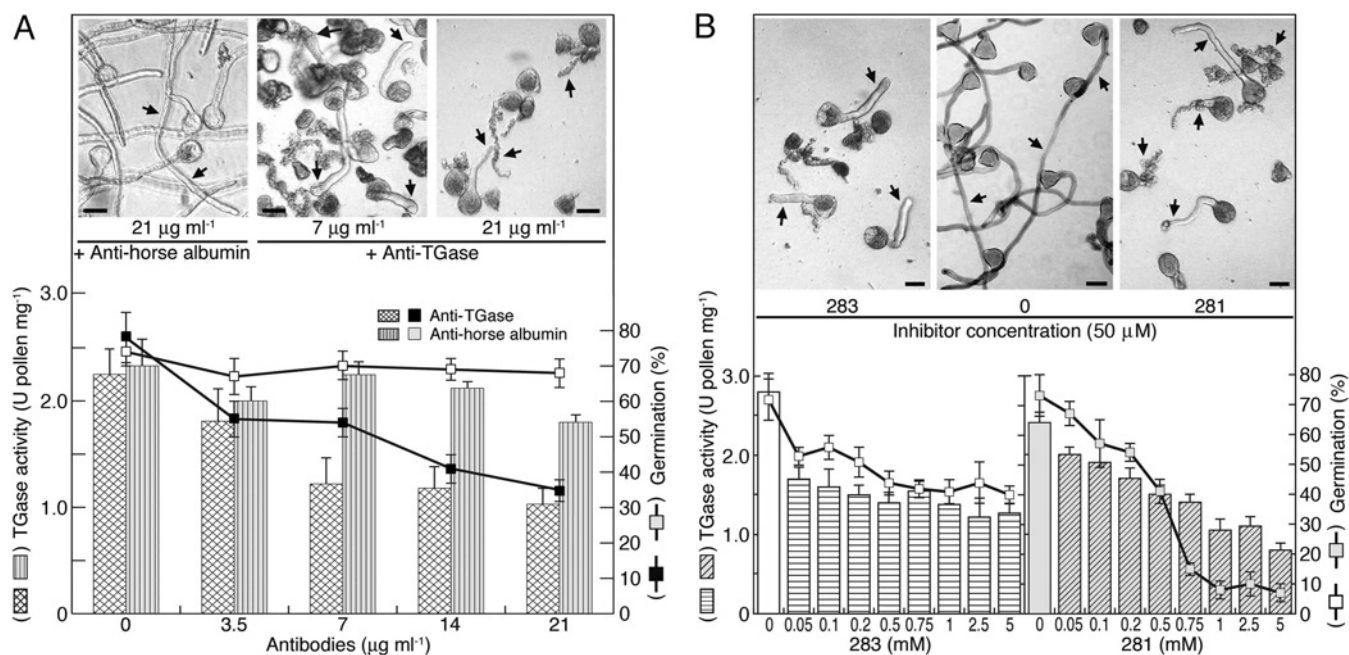 A
21 μg ml⁻¹
7 μg ml⁻¹
21 μg ml⁻¹
+ Anti-horse albumin
+ Anti-TGase
TGase activity (U pollen mg⁻¹)
3.0
2.0
1.0
0
Anti-TGase
Anti-horse albumin
80
70
60
50
40
30
20
10
0
Germination (%)
0
3.5
7
14
21
Antibodies (μg ml⁻¹)
B
283
0
281
Inhibitor concentration (50 μM)
TGase activity (U pollen mg⁻¹)
3.0
2.0
1.0
0
80
70
60
50
40
30
20
10
0
Germination (%)
0 0.05 0.1 0.2 0.5 0.75 1 2.5 5
0 0.05 0.1 0.2 0.5 0.75 1 2.5 5
283 (mM)
281 (mM)